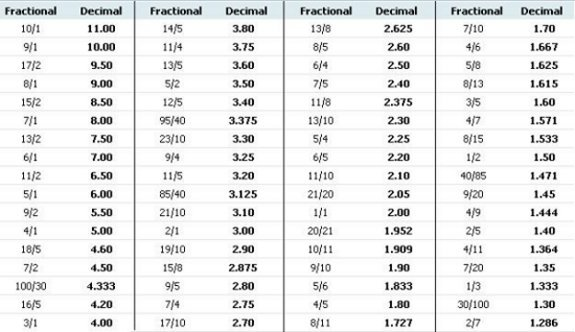 Fractional Decimal Fractional Decimal Fractional Decimal Fractional Decimal
10/1 11.00 14/5 3.80 13/8 2.625 7/10 1.70
9/1 10.00 11/4 3.75 8/5 2.60 4/6 1.667
17/2 9.50 13/5 3.60 6/4 2.50 5/8 1.625
8/1 9.00 5/2 3.50 7/5 2.40 8/13 1.615
15/2 8.50 12/5 3.40 11/8 2.375 3/5 1.60
7/1 8.00 95/40 3.375 13/10 2.30 4/7 1.571
13/2 7.50 23/10 3.30 5/4 2.25 8/15 1.533
6/1 7.00 9/4 3.25 6/5 2.20 1/2 1.50
11/2 6.50 11/5 3.20 11/10 2.10 40/85 1.471
5/1 6.00 85/40 3.125 21/20 2.05 9/20 1.45
9/2 5.50 21/10 3.10 1/1 2.00 4/9 1.444
4/1 5.00 2/1 3.00 20/21 1.952 2/5 1.40
18/5 4.60 19/10 2.90 10/11 1.909 4/11 1.364
7/2 4.50 15/8 2.875 9/10 1.90 7/20 1.35
100/30 4.333 9/5 2.80 5/6 1.833 1/3 1.333
16/5 4.20 7/4 2.75 4/5 1.80 30/100 1.30
3/1 4.00 17/10 2.70 8/11 1.727 2/7 1.286